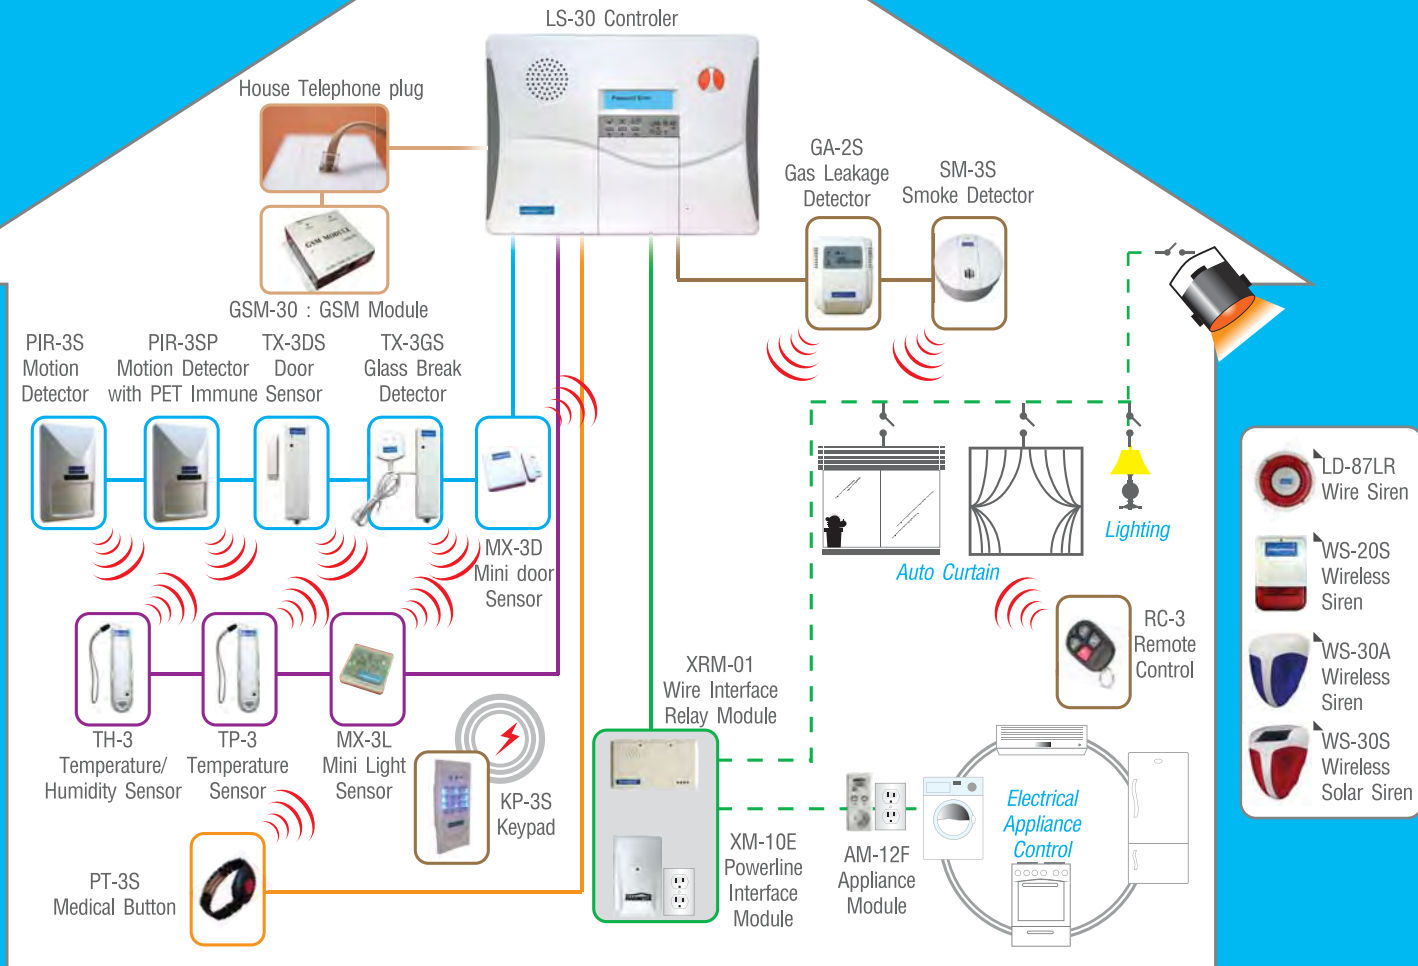 LS-30 Controler
House Telephone plug
GSM MODULE
GSM-30 : GSM Module
GA-2S
Gas Leakage
Detector
SM-3S
Smoke Detector
PIR-3S
Motion
Detector
PIR-3SP
Motion Detector
with PET Immune
TX-3DS
Door
Sensor
TX-3GS
Glass Break
Detector
MX-3D
Mini door
Sensor
Lighting
Auto Curtain
LD-87LR
Wire Siren
WS-20S
Wireless
Siren
WS-30A
Wireless
Siren
WS-30S
Wireless
Solar Siren
RC-3
Remote
Control
TH-3
Temperature/
Humidity Sensor
TP-3
Temperature
Sensor
MX-3L
Mini Light
Sensor
KP-3S
Keypad
XRM-01
Wire Interface
Relay Module
XM-10E
Powerline
Interface
Module
AM-12F
Appliance
Module
Electrical
Appliance
Control
PT-3S
Medical Button